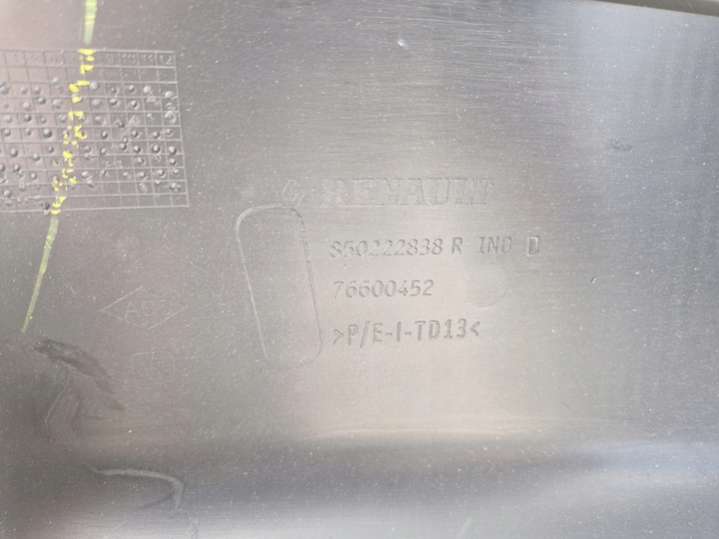 RENAULT
850222838 R IND D
76600452
>P/E-I-TD13<